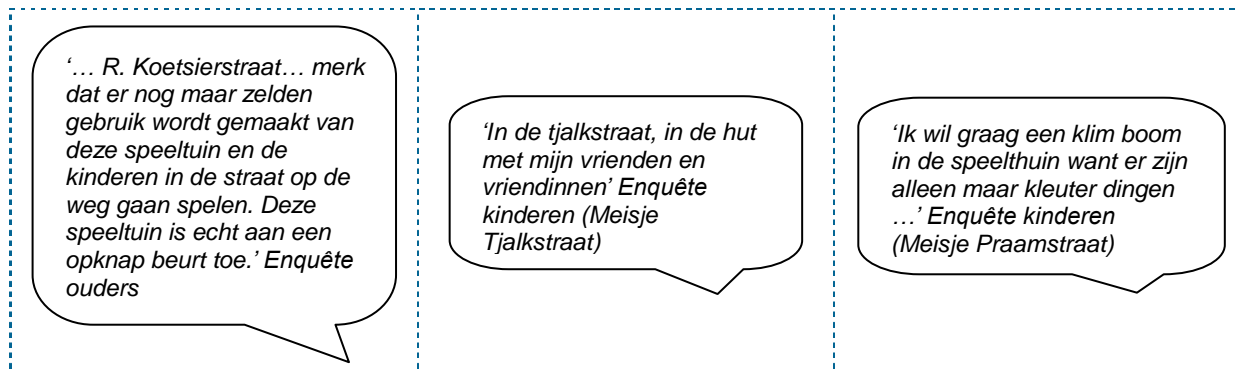 ‘… R. Koetsierstraat… merk
dat er nog maar zelden
gebruik wordt gemaakt van
deze speeltuin en de
kinderen in de straat op de
weg gaan spelen. Deze
speeltuin is echt aan een
opknap beurt toe.’ Enquête
ouders
‘In de tjalkstraat, in de hut
met mijn vrienden en
vriendinnen’ Enquête
kinderen (Meisje
Tjalkstraat)
‘Ik wil graag een klim boom
in de speelthuin want er zijn
alleen maar kleuter dingen
…’ Enquête kinderen
(Meisje Praamstraat)